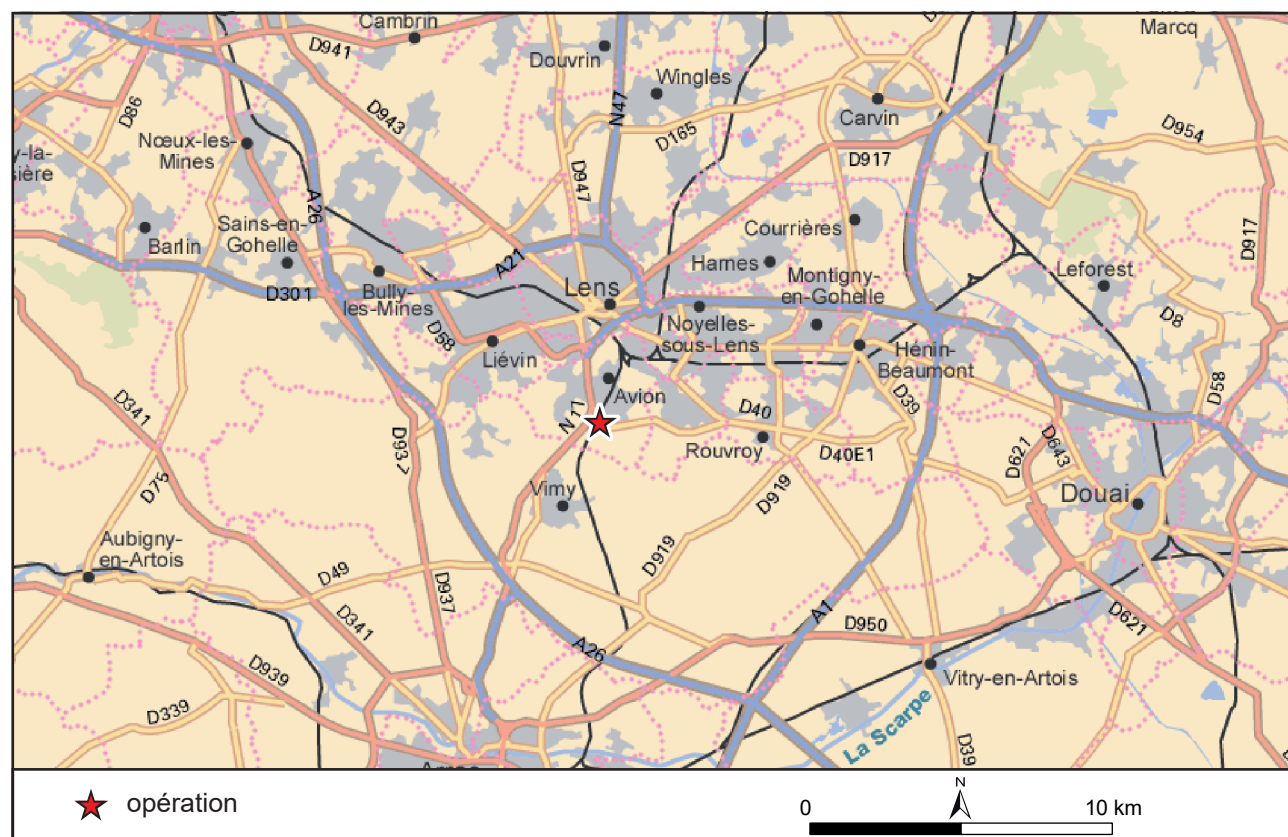 Cambrin
Marcq
D941
Douvrin
Wingles
N47
D86
D943
Carvin
D165
D954
Nœux-les-
Mines
y-la-
sière
D917
D947
A26
Sains-en-
Gohelle
Courrières
D917
Barlin
A21
Harnes
Montigny-
en-Gohelle
Leforest
Lens
D301
Bully-
les-Mines
Noyelles-
sous-Lens
D8
D58
Liévin
Hénin-
Beaumont
D58
Avion
D39
D341
N17
D40
D937
Rouvroy
D40E1
D621
D643
D75
Vimy
D919
Douai
Aubigny-
en-Artois
D919
D49
D937
D341
A1
D950
D621
A26
D939
Vitry-en-Artois
La Scarpe
D339
D39
opération
N
0
10 km